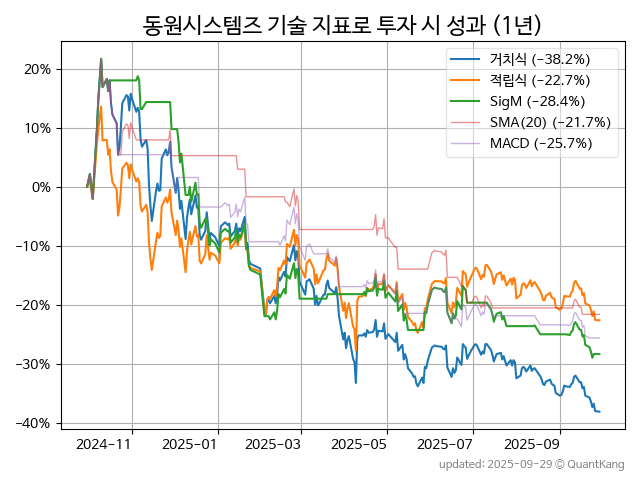 동원시스템즈 기술 지표로 투자 시 성과 (1년)
거치식 (−38.2%)
적립식 (−22.7%)
SigM (−28.4%)
SMA(20) (−21.7%)
MACD (−25.7%)
20%
10%
0%
−10%
−20%
−30%
−40%
2024-11
2025-01
2025-03
2025-05
2025-07
2025-09
updated: 2025-09-29 © QuantKang